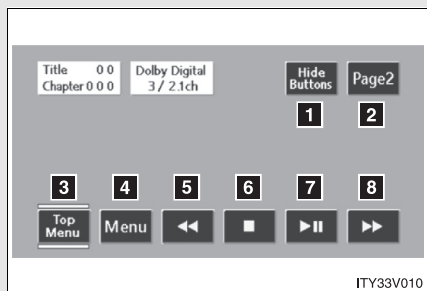 Title 0 0
Chapter 0 0 0
Dolby Digital
3 / 2.1ch
Hide
Buttons
Page2
1
2
3
4
5
6
7
8
Top
Menu
Menu
ITY33V010